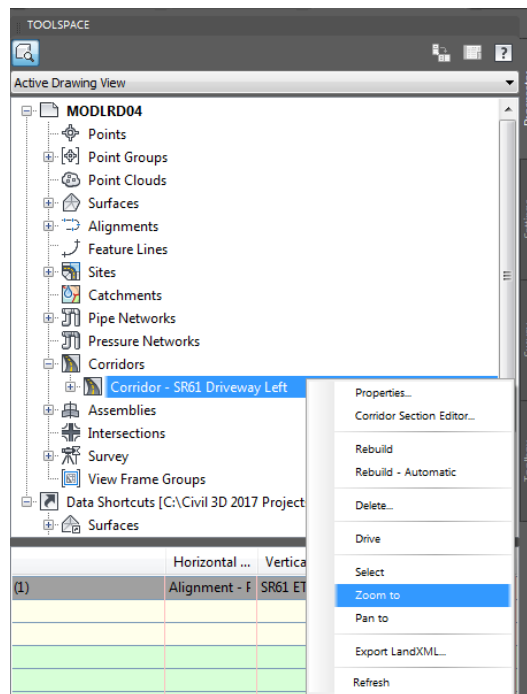 TOOLSPACE
?
Active Drawing View
MODLRD04
Points
Point Groups
Point Clouds
Surfaces
Alignments
Feature Lines
Sites
Catchments
Pipe Networks
Pressure Networks
Corridors
Corridor - SR61 Driveway Left
Assemblies
Intersections
Survey
View Frame Groups
Data Shortcuts [C:\Civil 3D 2017 Project
Surfaces
Properties...
Corridor Section Editor...
Rebuild
Rebuild - Automatic
Delete...
Drive
Select
Zoom to
Pan to
Export LandXML...
Refresh
Horizontal ... Vertica
(1) Alignment - F SR61 ET